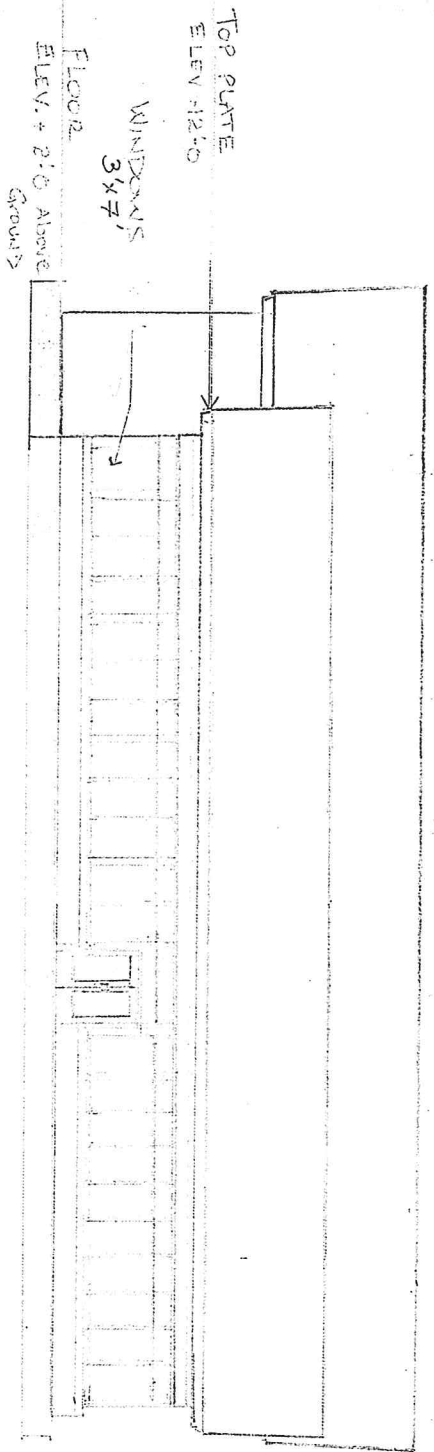 TOP PLATE
ELEV. 12'-0
WINDOWS
3'x7'
FLOOR
ELEV. + 2'-0 Above
Ground